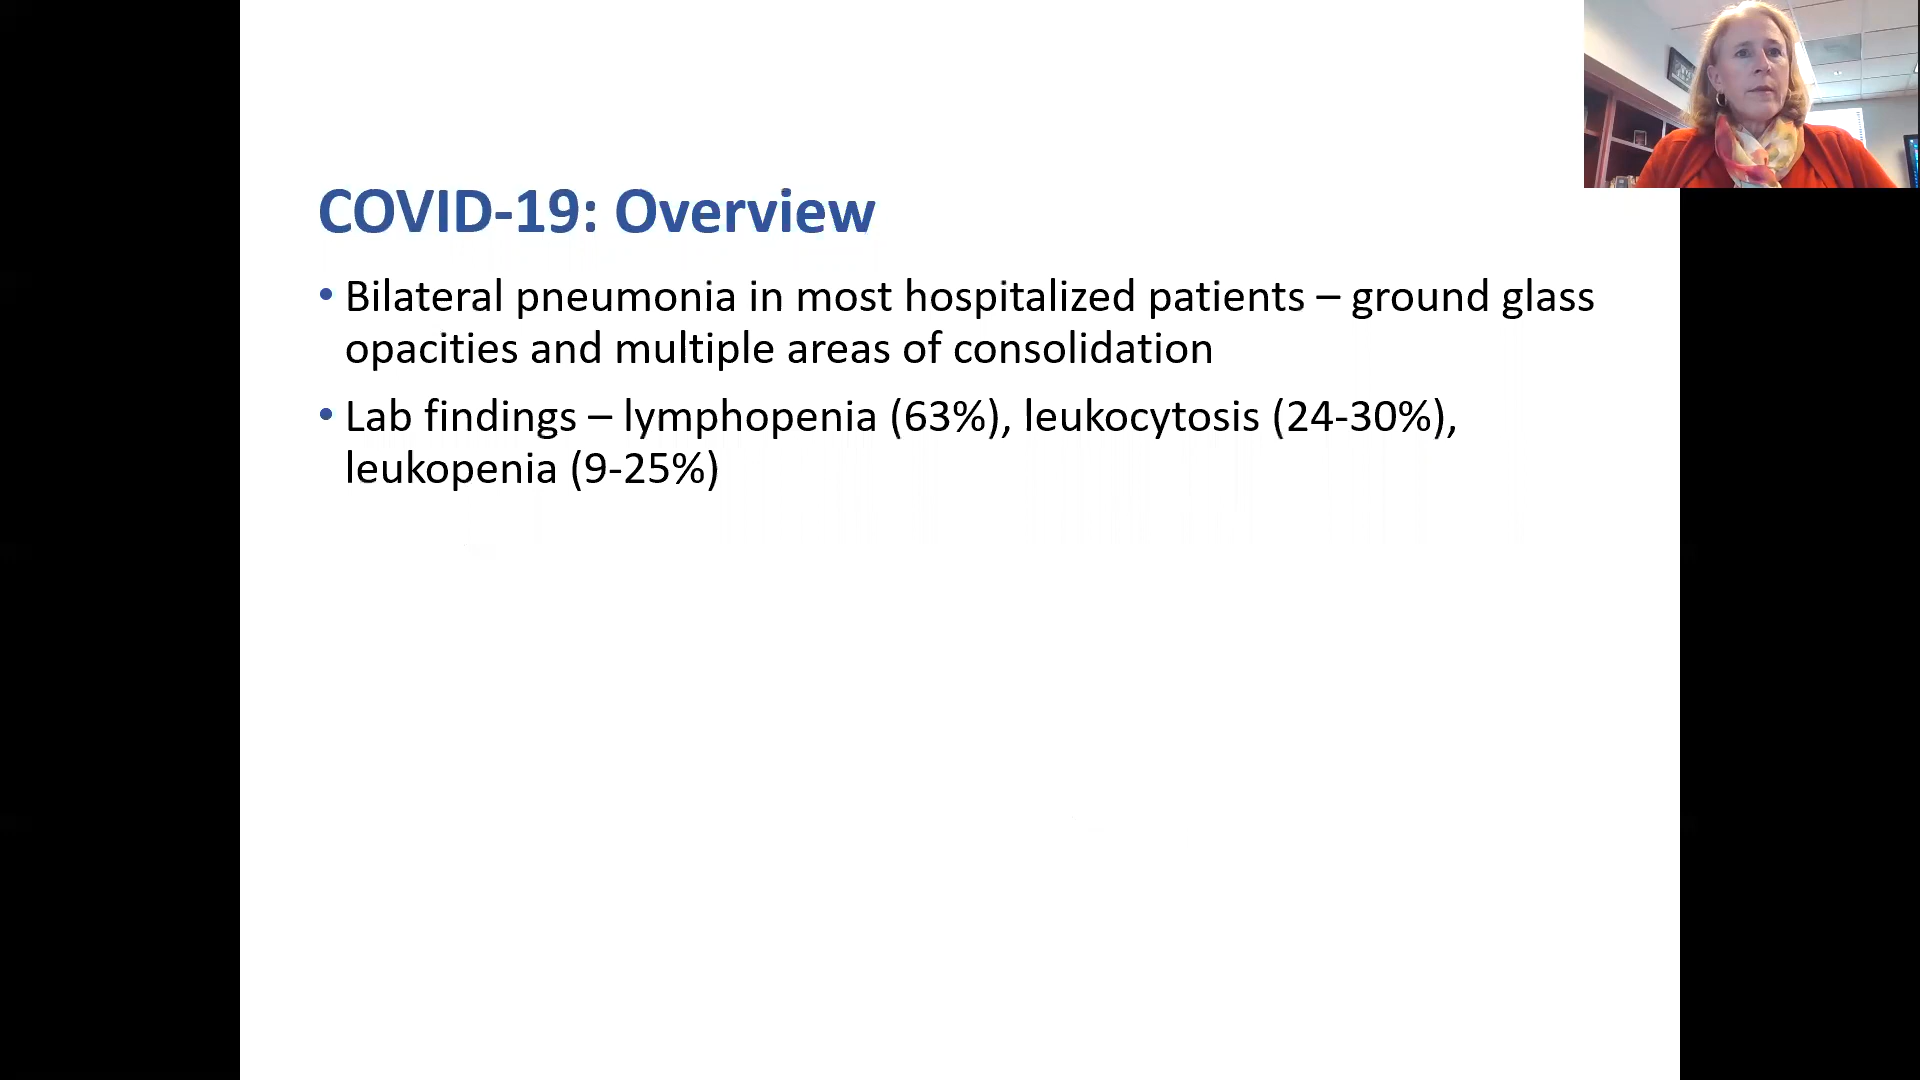 COVID-19: Overview
• Bilateral pneumonia in most hospitalized patients – ground glass
opacities and multiple areas of consolidation
• Lab findings – lymphopenia (63%), leukocytosis (24-30%),
leukopenia (9-25%)